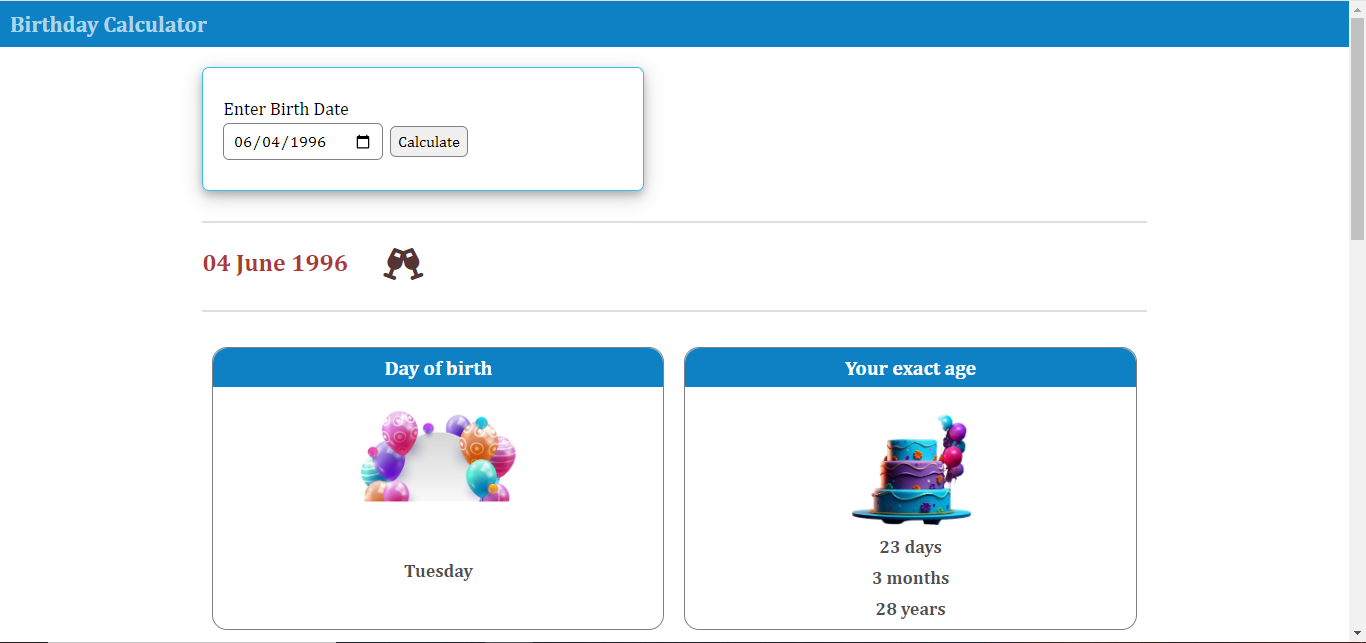 Birthday Calculator
Enter Birth Date
06/04/1996
Calculate
04 June 1996
Day of birth
Tuesday
Your exact age
23 days
3 months
28 years